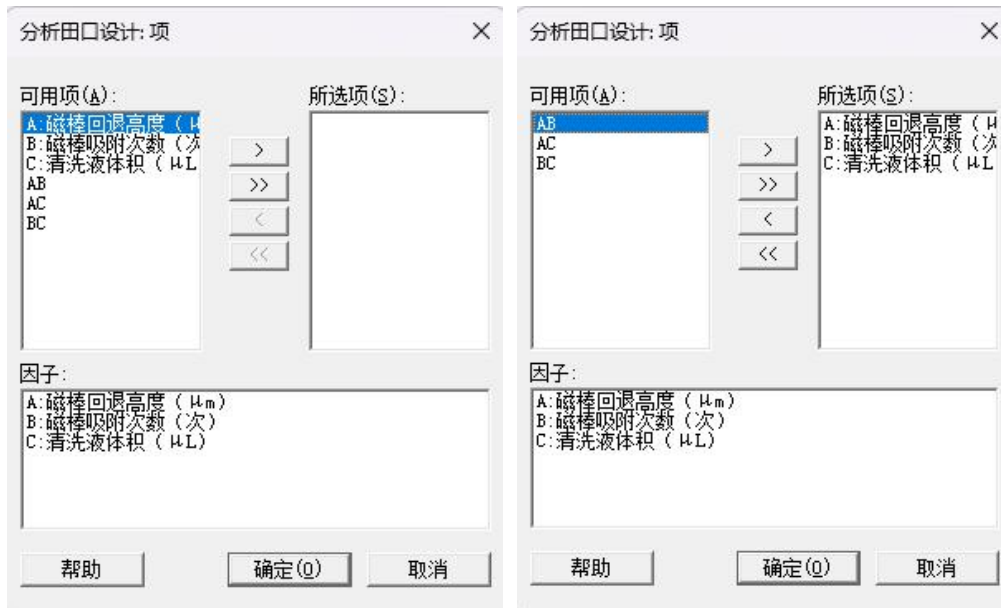 分析田口设计: 项
可用项(A):
所选项(S):
A:磁棒回退高度（μ
B:磁棒吸附次数（次
C:清洗液体积（μL
AB
AC
BC
>
>>
<
<<
因子:
A:磁棒回退高度（μm）
B:磁棒吸附次数（次）
C:清洗液体积（μL）
帮助
确定(O)
取消
分析田口设计: 项
可用项(A):
所选项(S):
AB
AC
BC
>
>>
<
<<
A:磁棒回退高度（μ
B:磁棒吸附次数（次
C:清洗液体积（μL
因子:
A:磁棒回退高度（μm）
B:磁棒吸附次数（次）
C:清洗液体积（μL）
帮助
确定(O)
取消